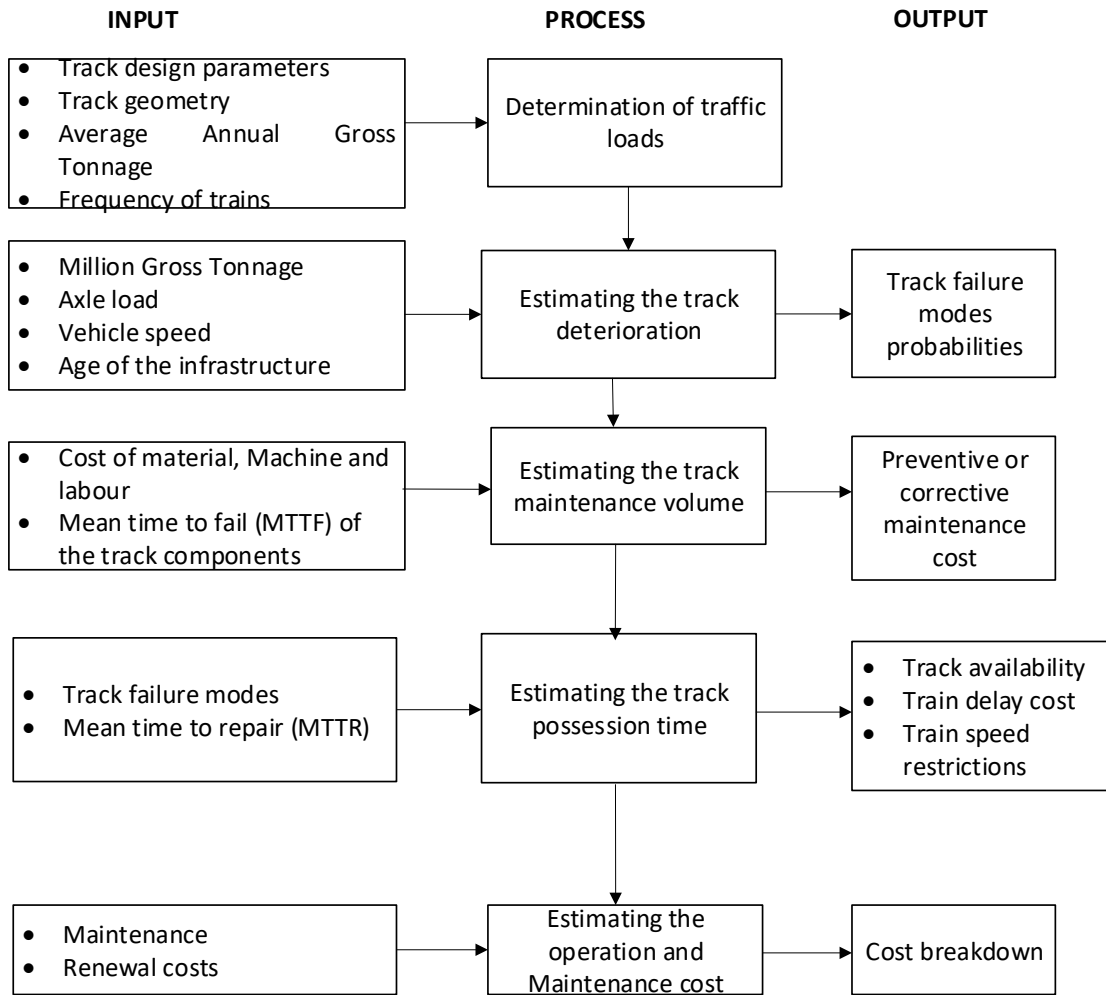 INPUT PROCESS OUTPUT
• Track design parameters
• Track geometry
• Average Annual Gross
Tonnage
• Frequency of trains
Determination of traffic
loads
• Million Gross Tonnage
• Axle load
• Vehicle speed
• Age of the infrastructure
Estimating the track
deterioration
Track failure
modes
probabilities
• Cost of material, Machine and
labour
• Mean time to fail (MTTF) of
the track components
Estimating the track
maintenance volume
Preventive or
corrective
maintenance
cost
• Track failure modes
• Mean time to repair (MTTR)
Estimating the track
possession time
• Track availability
• Train delay cost
• Train speed
restrictions
• Maintenance
• Renewal costs
Estimating the
operation and
Maintenance cost
Cost breakdown